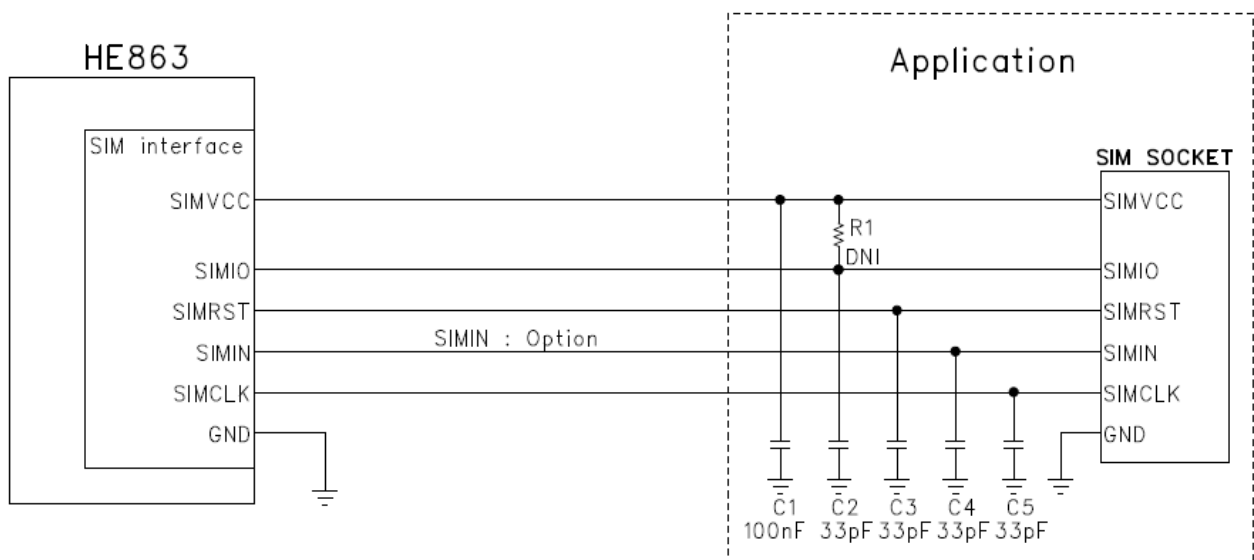 HE863
Application
SIM interface
SIM SOCKET
SIMVCC
SIMVCC
R1
DNI
SIMIO
SIMIO
SIMRST
SIMRST
SIMIN : Option
SIMIN
SIMIN
SIMCLK
SIMCLK
GND
GND
C1 C2 C3 C4 C5
100nF 33pF 33pF 33pF 33pF